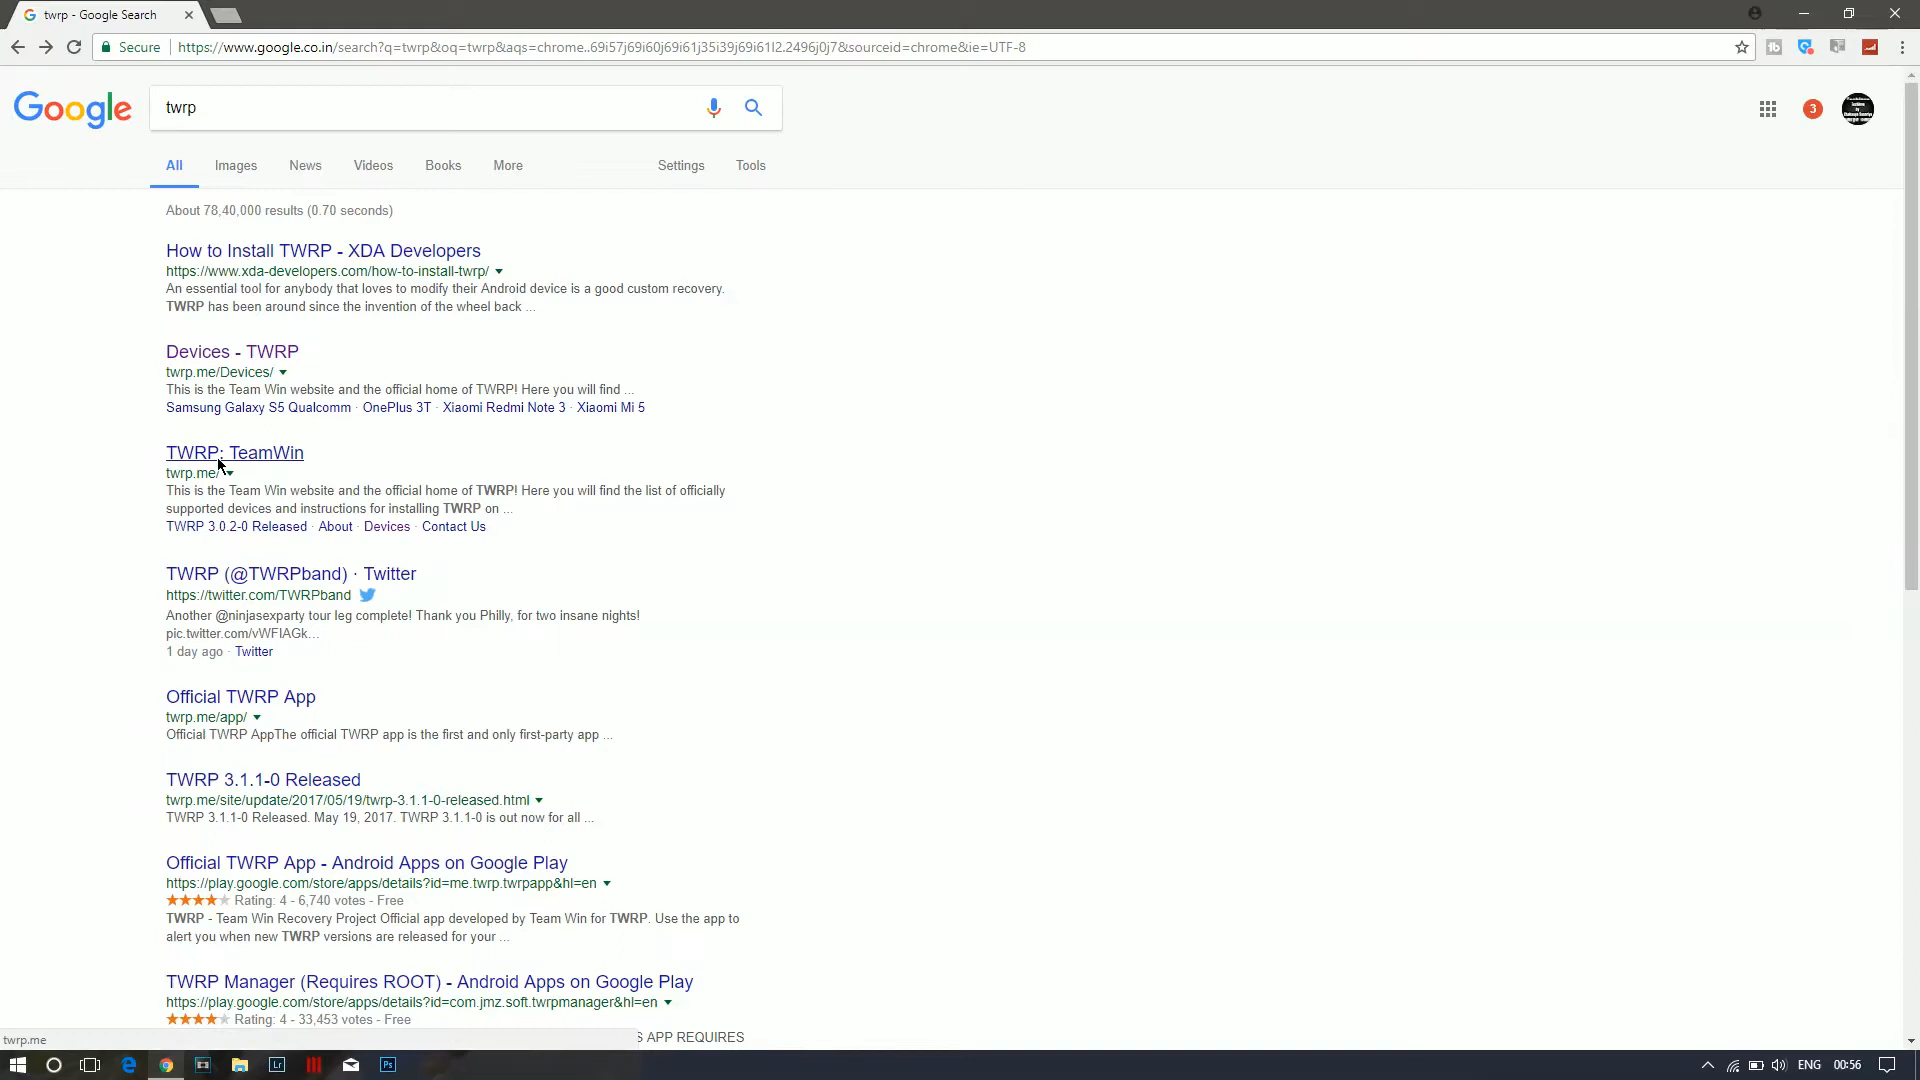 twrp - Google Search
Secure https://www.google.co.in/search?q=twrp&oq=twrp&aqs=chrome..69i57j69i60j69i61j35i39j69i61l2.2496j0j7&sourceid=chrome&ie=UTF-8
Google twrp
3
All Images News Videos Books More Settings Tools
About 78,40,000 results (0.70 seconds)
How to Install TWRP - XDA Developers
https://www.xda-developers.com/how-to-install-twrp/
An essential tool for anybody that loves to modify their Android device is a good custom recovery.
TWRP has been around since the invention of the wheel back ...
Devices - TWRP
twrp.me/Devices/
This is the Team Win website and the official home of TWRP! Here you will find ...
Samsung Galaxy S5 Qualcomm · OnePlus 3T · Xiaomi Redmi Note 3 · Xiaomi Mi 5
TWRP: TeamWin
twrp.me/
This is the Team Win website and the official home of TWRP! Here you will find the list of officially
supported devices and instructions for installing TWRP on ...
TWRP 3.0.2-0 Released · About · Devices · Contact Us
TWRP (@TWRPband) · Twitter
https://twitter.com/TWRPband
Another @ninjasexparty tour leg complete! Thank you Philly, for two insane nights!
pic.twitter.com/vWFIAGk...
1 day ago · Twitter
Official TWRP App
twrp.me/app/
Official TWRP AppThe official TWRP app is the first and only first-party app ...
TWRP 3.1.1-0 Released
twrp.me/site/update/2017/05/19/twrp-3.1.1-0-released.html
TWRP 3.1.1-0 Released. May 19, 2017. TWRP 3.1.1-0 is out now for all ...
Official TWRP App - Android Apps on Google Play
https://play.google.com/store/apps/details?id=me.twrp.twrpapp&hl=en
Rating: 4 - 6,740 votes - Free
TWRP - Team Win Recovery Project Official app developed by Team Win for TWRP. Use the app to
alert you when new TWRP versions are released for your ...
TWRP Manager (Requires ROOT) - Android Apps on Google Play
https://play.google.com/store/apps/details?id=com.jmz.soft.twrpmanager&hl=en
Rating: 4 - 33,453 votes - Free
S APP REQUIRES
twrp.me
Lr Ps ENG 00:56